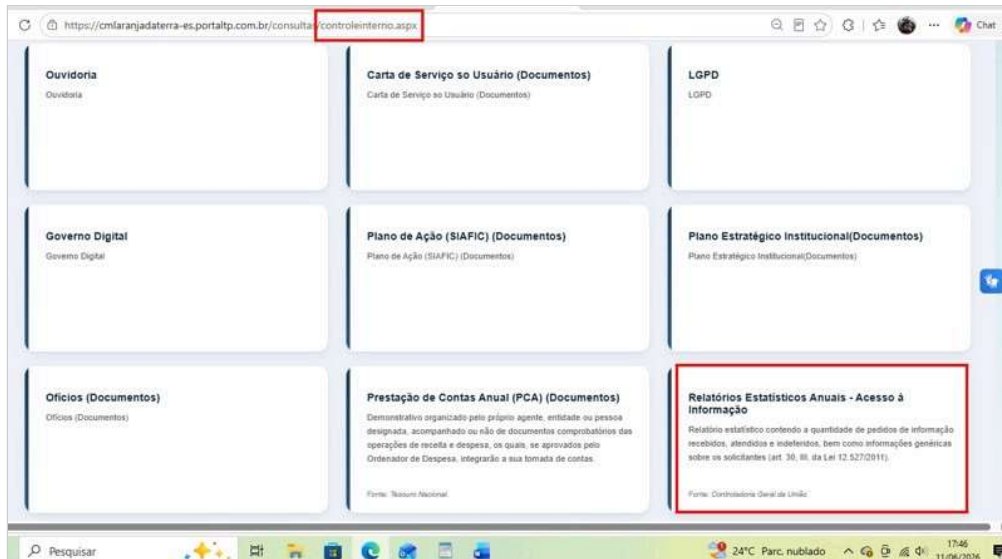 https://cmlaranjadaterra-es.portaltp.com.br/consultas/controleinterno.aspx
Chat
Ouvidoria
Ouvidoria
Carta de Serviço so Usuário (Documentos)
Carta de Serviço so Usuário (Documentos)
LGPD
LGPD
Governo Digital
Governo Digital
Plano de Ação (SIAFIC) (Documentos)
Plano de Ação (SIAFIC) (Documentos)
Plano Estratégico Institucional(Documentos)
Plano Estratégico Institucional(Documentos)
Ofícios (Documentos)
Ofícios (Documentos)
Prestação de Contas Anual (PCA) (Documentos)
Demonstrativo organizado pelo próprio agente, entidade ou pessoa
designada, acompanhado ou não de documentos comprobatórios das
operações de receita e despesa, os quais, se aprovados pelo
Ordenador de Despesa, integrarão a sua tomada de contas.
Fonte: Tesouro Nacional.
Relatórios Estatísticos Anuais - Acesso à
Informação
Relatório estatístico contendo a quantidade de pedidos de informação
recebidos, atendidos e indeferidos, bem como informações genéricas
sobre os solicitantes (art. 30, III. da Lei 12.527/2011).
Fonte: Controladoria Geral de União.
Pesquisar
24°C Parc. nublado
17:46
11/06/2026